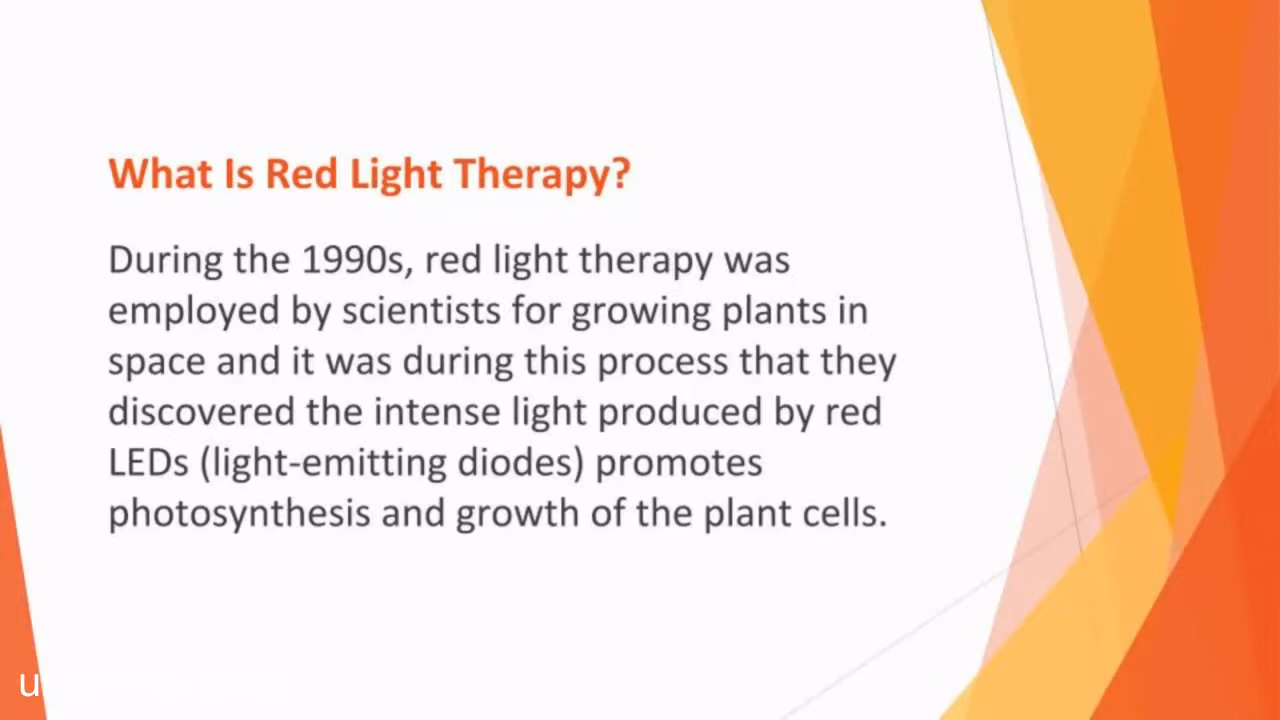 What Is Red Light Therapy?
During the 1990s, red light therapy was
employed by scientists for growing plants in
space and it was during this process that they
discovered the intense light produced by red
LEDs (light-emitting diodes) promotes
photosynthesis and growth of the plant cells.